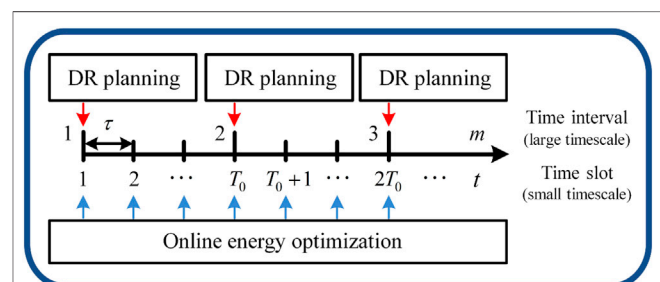 DR planning DR planning DR planning
1 τ 2 3 m
Time interval
(large timescale)
1 2 ··· T₀ T₀+1 ··· 2T₀ ··· t
Time slot
(small timescale)
Online energy optimization